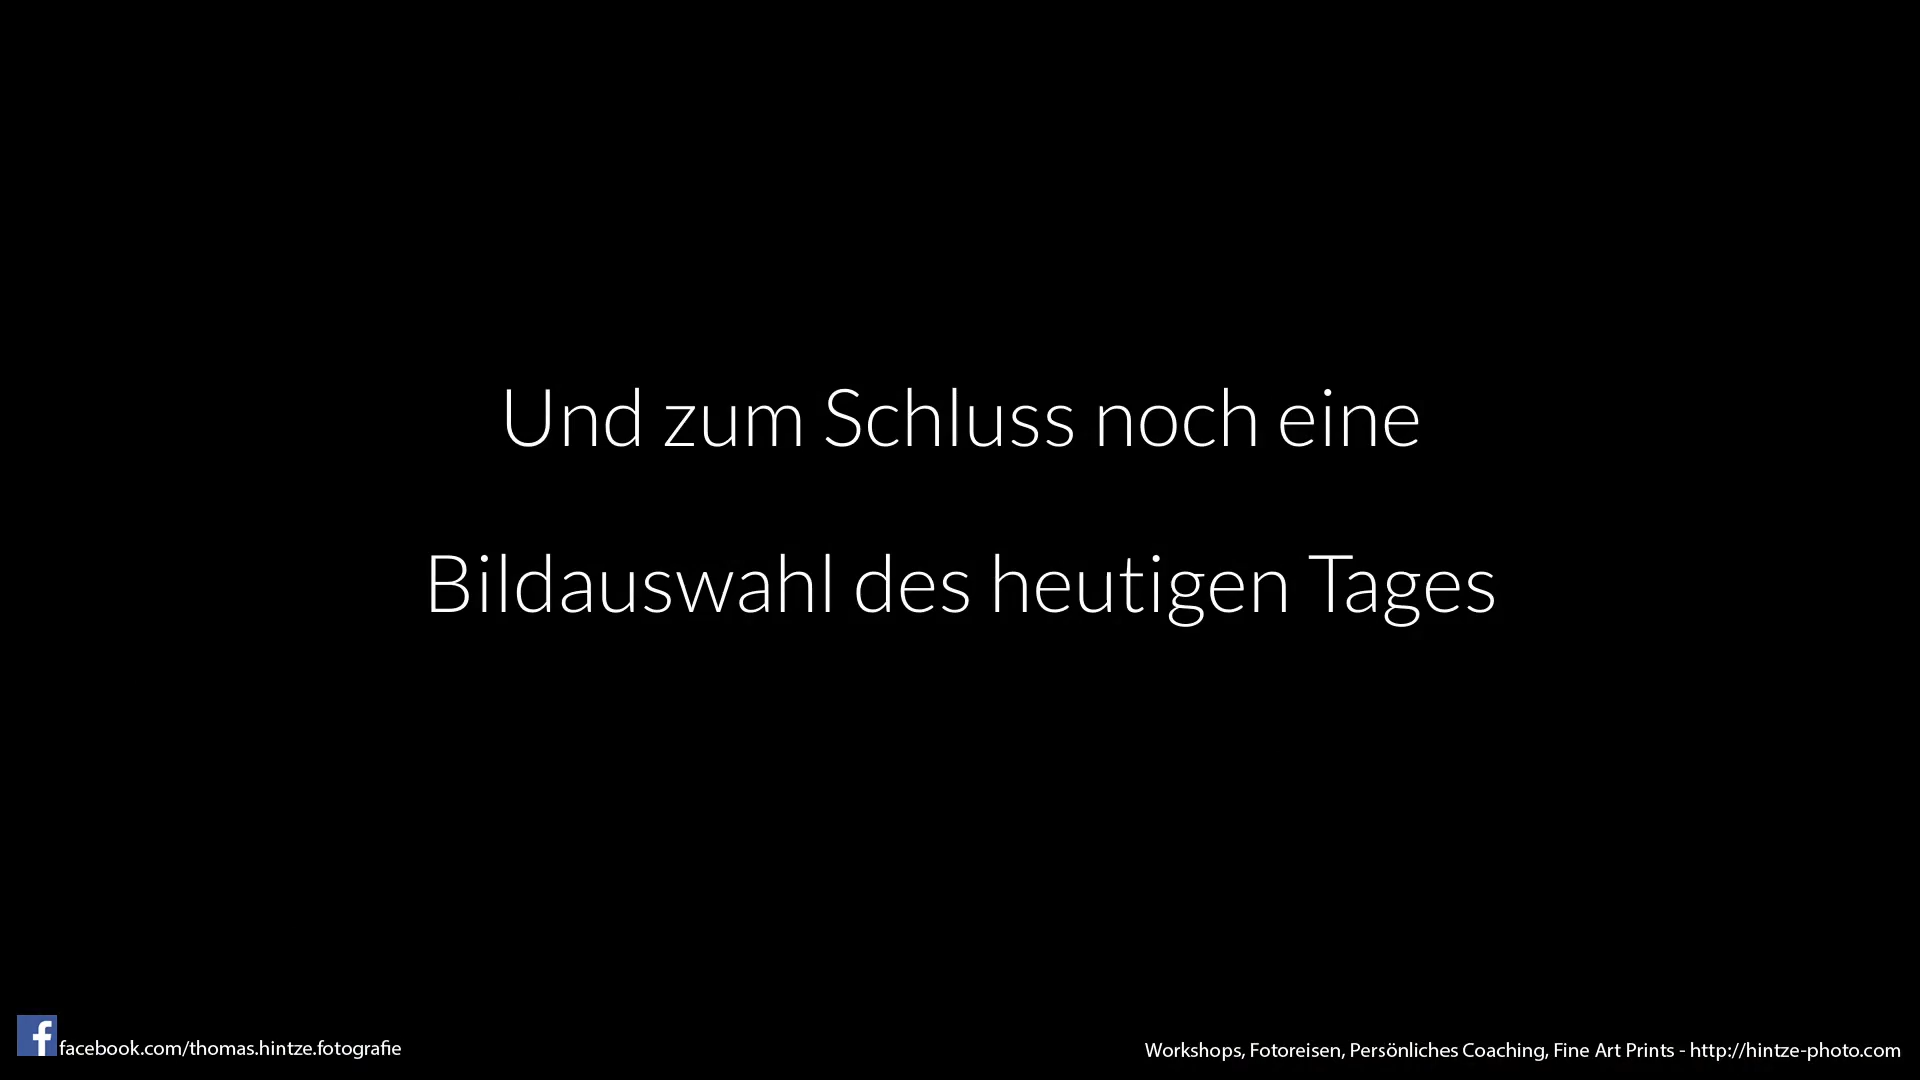 Und zum Schluss noch eine
Bildauswahl des heutigen Tages
facebook.com/thomas.hintze.fotografie
Workshops, Fotoreisen, Persönliches Coaching, Fine Art Prints - http://hintze-photo.com